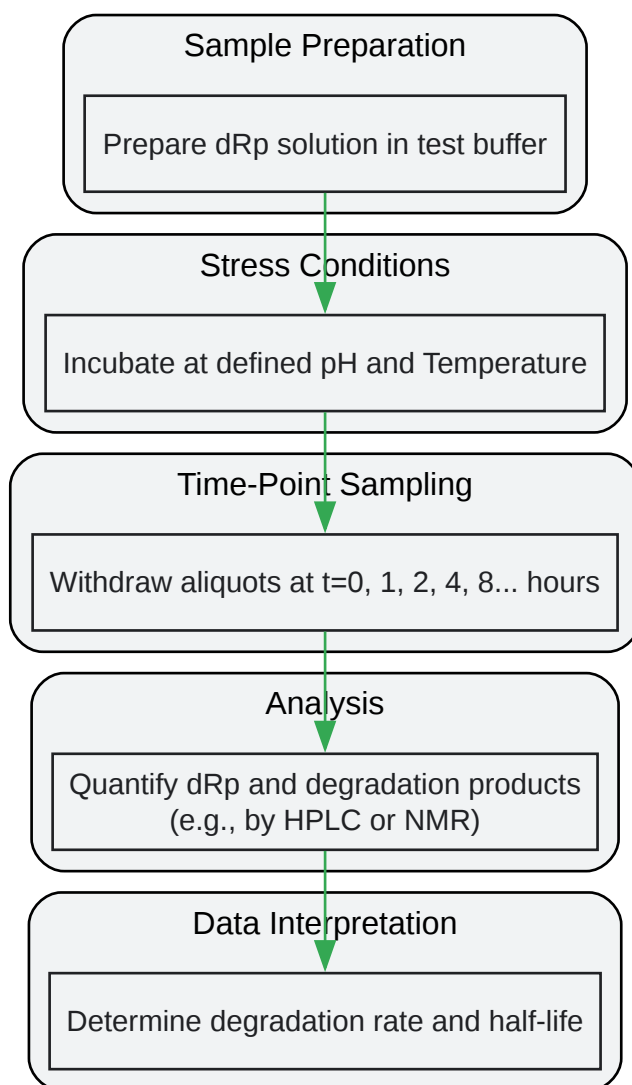 Sample Preparation
Prepare dRp solution in test buffer
Stress Conditions
Incubate at defined pH and Temperature
Time-Point Sampling
Withdraw aliquots at t=0, 1, 2, 4, 8... hours
Analysis
Quantify dRp and degradation products
(e.g., by HPLC or NMR)
Data Interpretation
Determine degradation rate and half-life